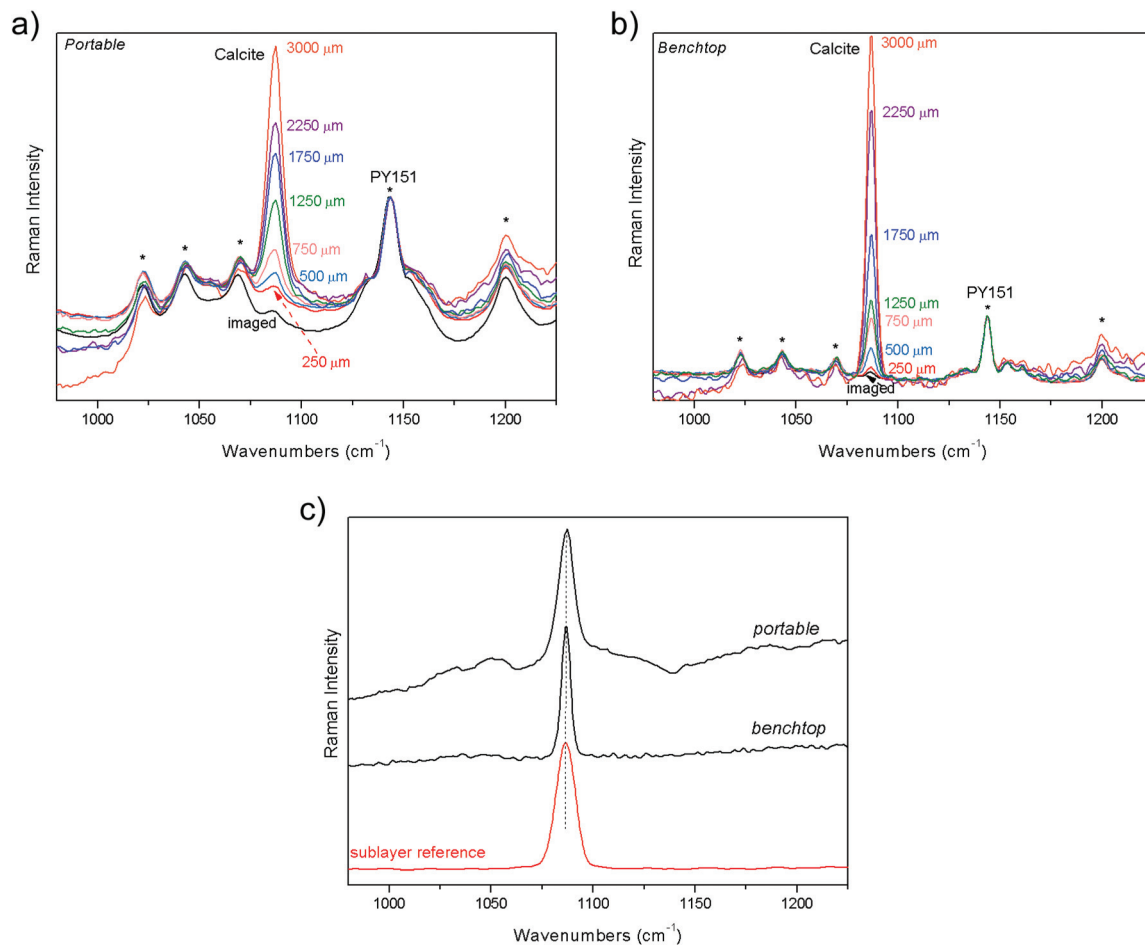 a)
Portable
Calcite
3000 µm
2250 µm
1750 µm
PY151
*
1250 µm
*
*
*
*
750 µm
500 µm
imaged
250 µm
Raman Intensity
1000 1050 1100 1150 1200
Wavenumbers (cm⁻¹)
b)
Benchtop
Calcite
3000 µm
2250 µm
1750 µm
1250 µm
PY151
*
750 µm
*
*
*
*
500 µm
250 µm
imaged
Raman Intensity
1000 1050 1100 1150 1200
Wavenumbers (cm⁻¹)
c)
portable
benchtop
sublayer reference
Raman Intensity
1000 1050 1100 1150 1200
Wavenumbers (cm⁻¹)